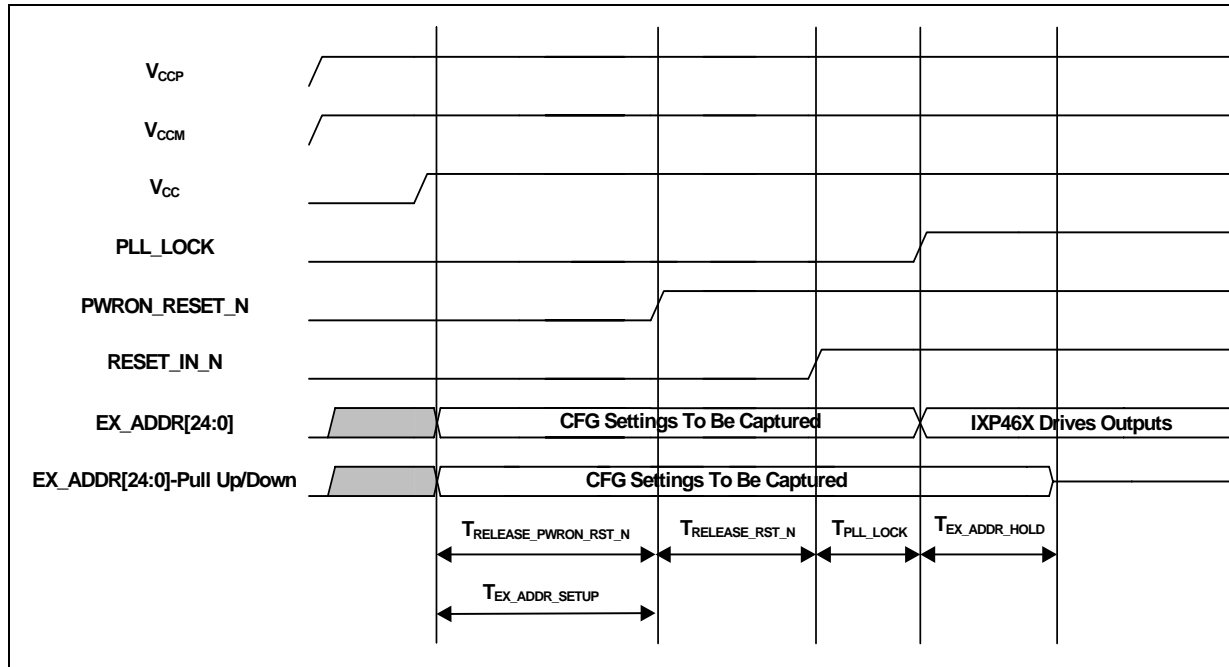 VCCP
VCCM
VCC
PLL_LOCK
PWRON_RESET_N
RESET_IN_N
EX_ADDR[24:0] CFG Settings To Be Captured IXP46X Drives Outputs
EX_ADDR[24:0]-Pull Up/Down CFG Settings To Be Captured
TRELEASE_PWRON_RST_N TRELEASE_RST_N TPLL_LOCK TEX_ADDR_HOLD
TEX_ADDR_SETUP